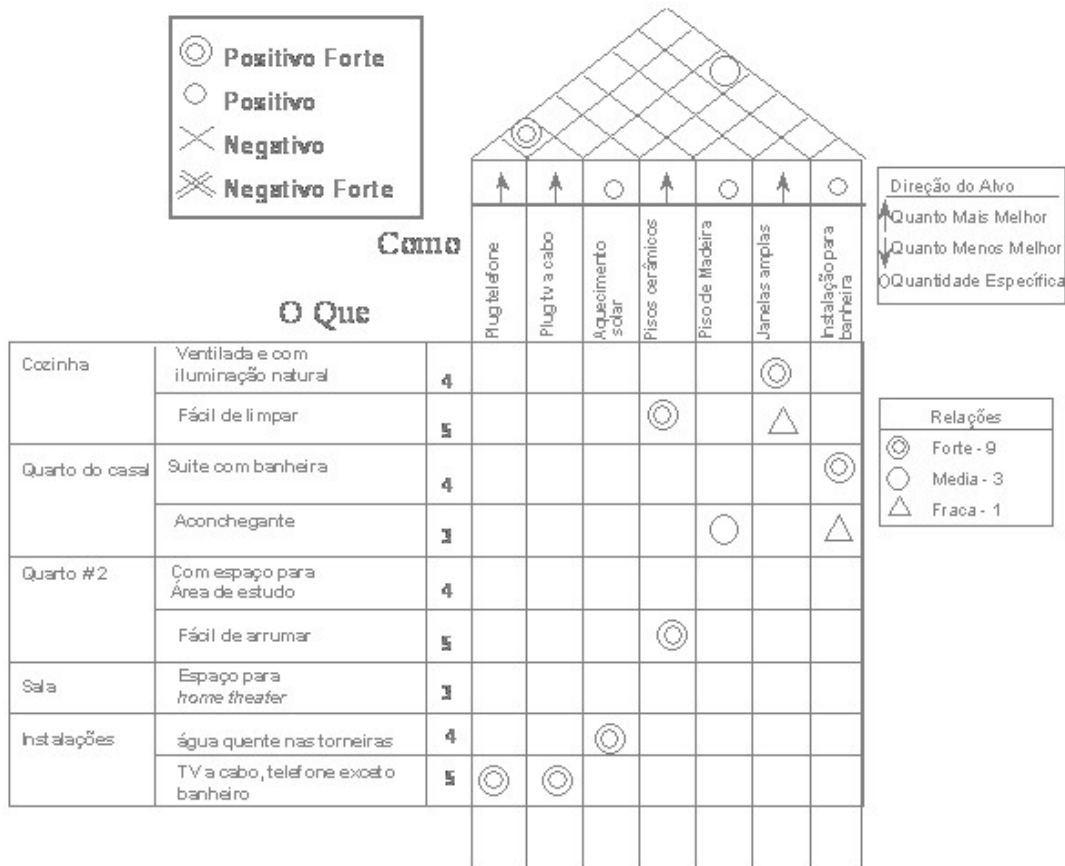 Positivo Forte
Positivo
Negativo
Negativo Forte
Direção do Alvo
Quanto Mais Melhor
Quanto Menos Melhor
Quantidade Específica
Como
O Que
Plug telefone
Plug tv a cabo
Aquecimento
solar
Pisos cerâmicos
Piso de Madeira
Janelas amplas
Instalação para
banheira
Cozinha
Ventilada e com
iluminação natural
4
Fácil de limpar
5
Quarto do casal
Suite com banheira
4
Aconchegante
3
Quarto #2
Com espaço para
Área de estudo
4
Fácil de arrumar
5
Sala
Espaço para
home theater
3
Instalações
água quente nas torneiras
4
TV a cabo, telefone exceto
banheiro
5
Relações
Forte - 9
Media - 3
Fraca - 1